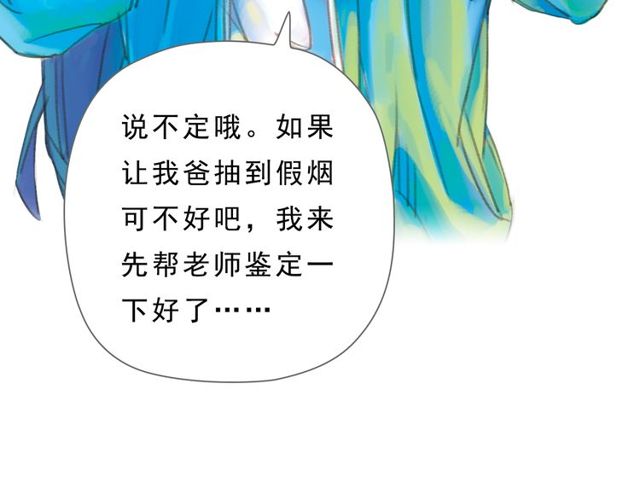 说不定哦。如果
让我爸抽到假烟
可不好吧，我来
先帮老师鉴定一
下好了……